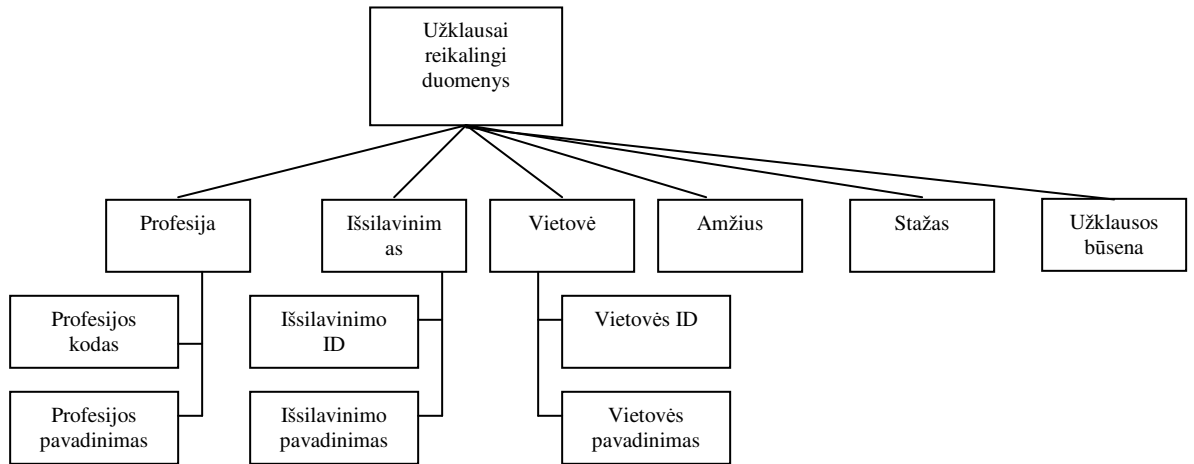 Užklausai
reikalingi
duomenys
Profesija
Išsilavinim
as
Vietovė
Amžius
Stažas
Užklausos
būsena
Profesijos
kodas
Išsilavinimo
ID
Vietovės ID
Profesijos
pavadinimas
Išsilavinimo
pavadinimas
Vietovės
pavadinimas